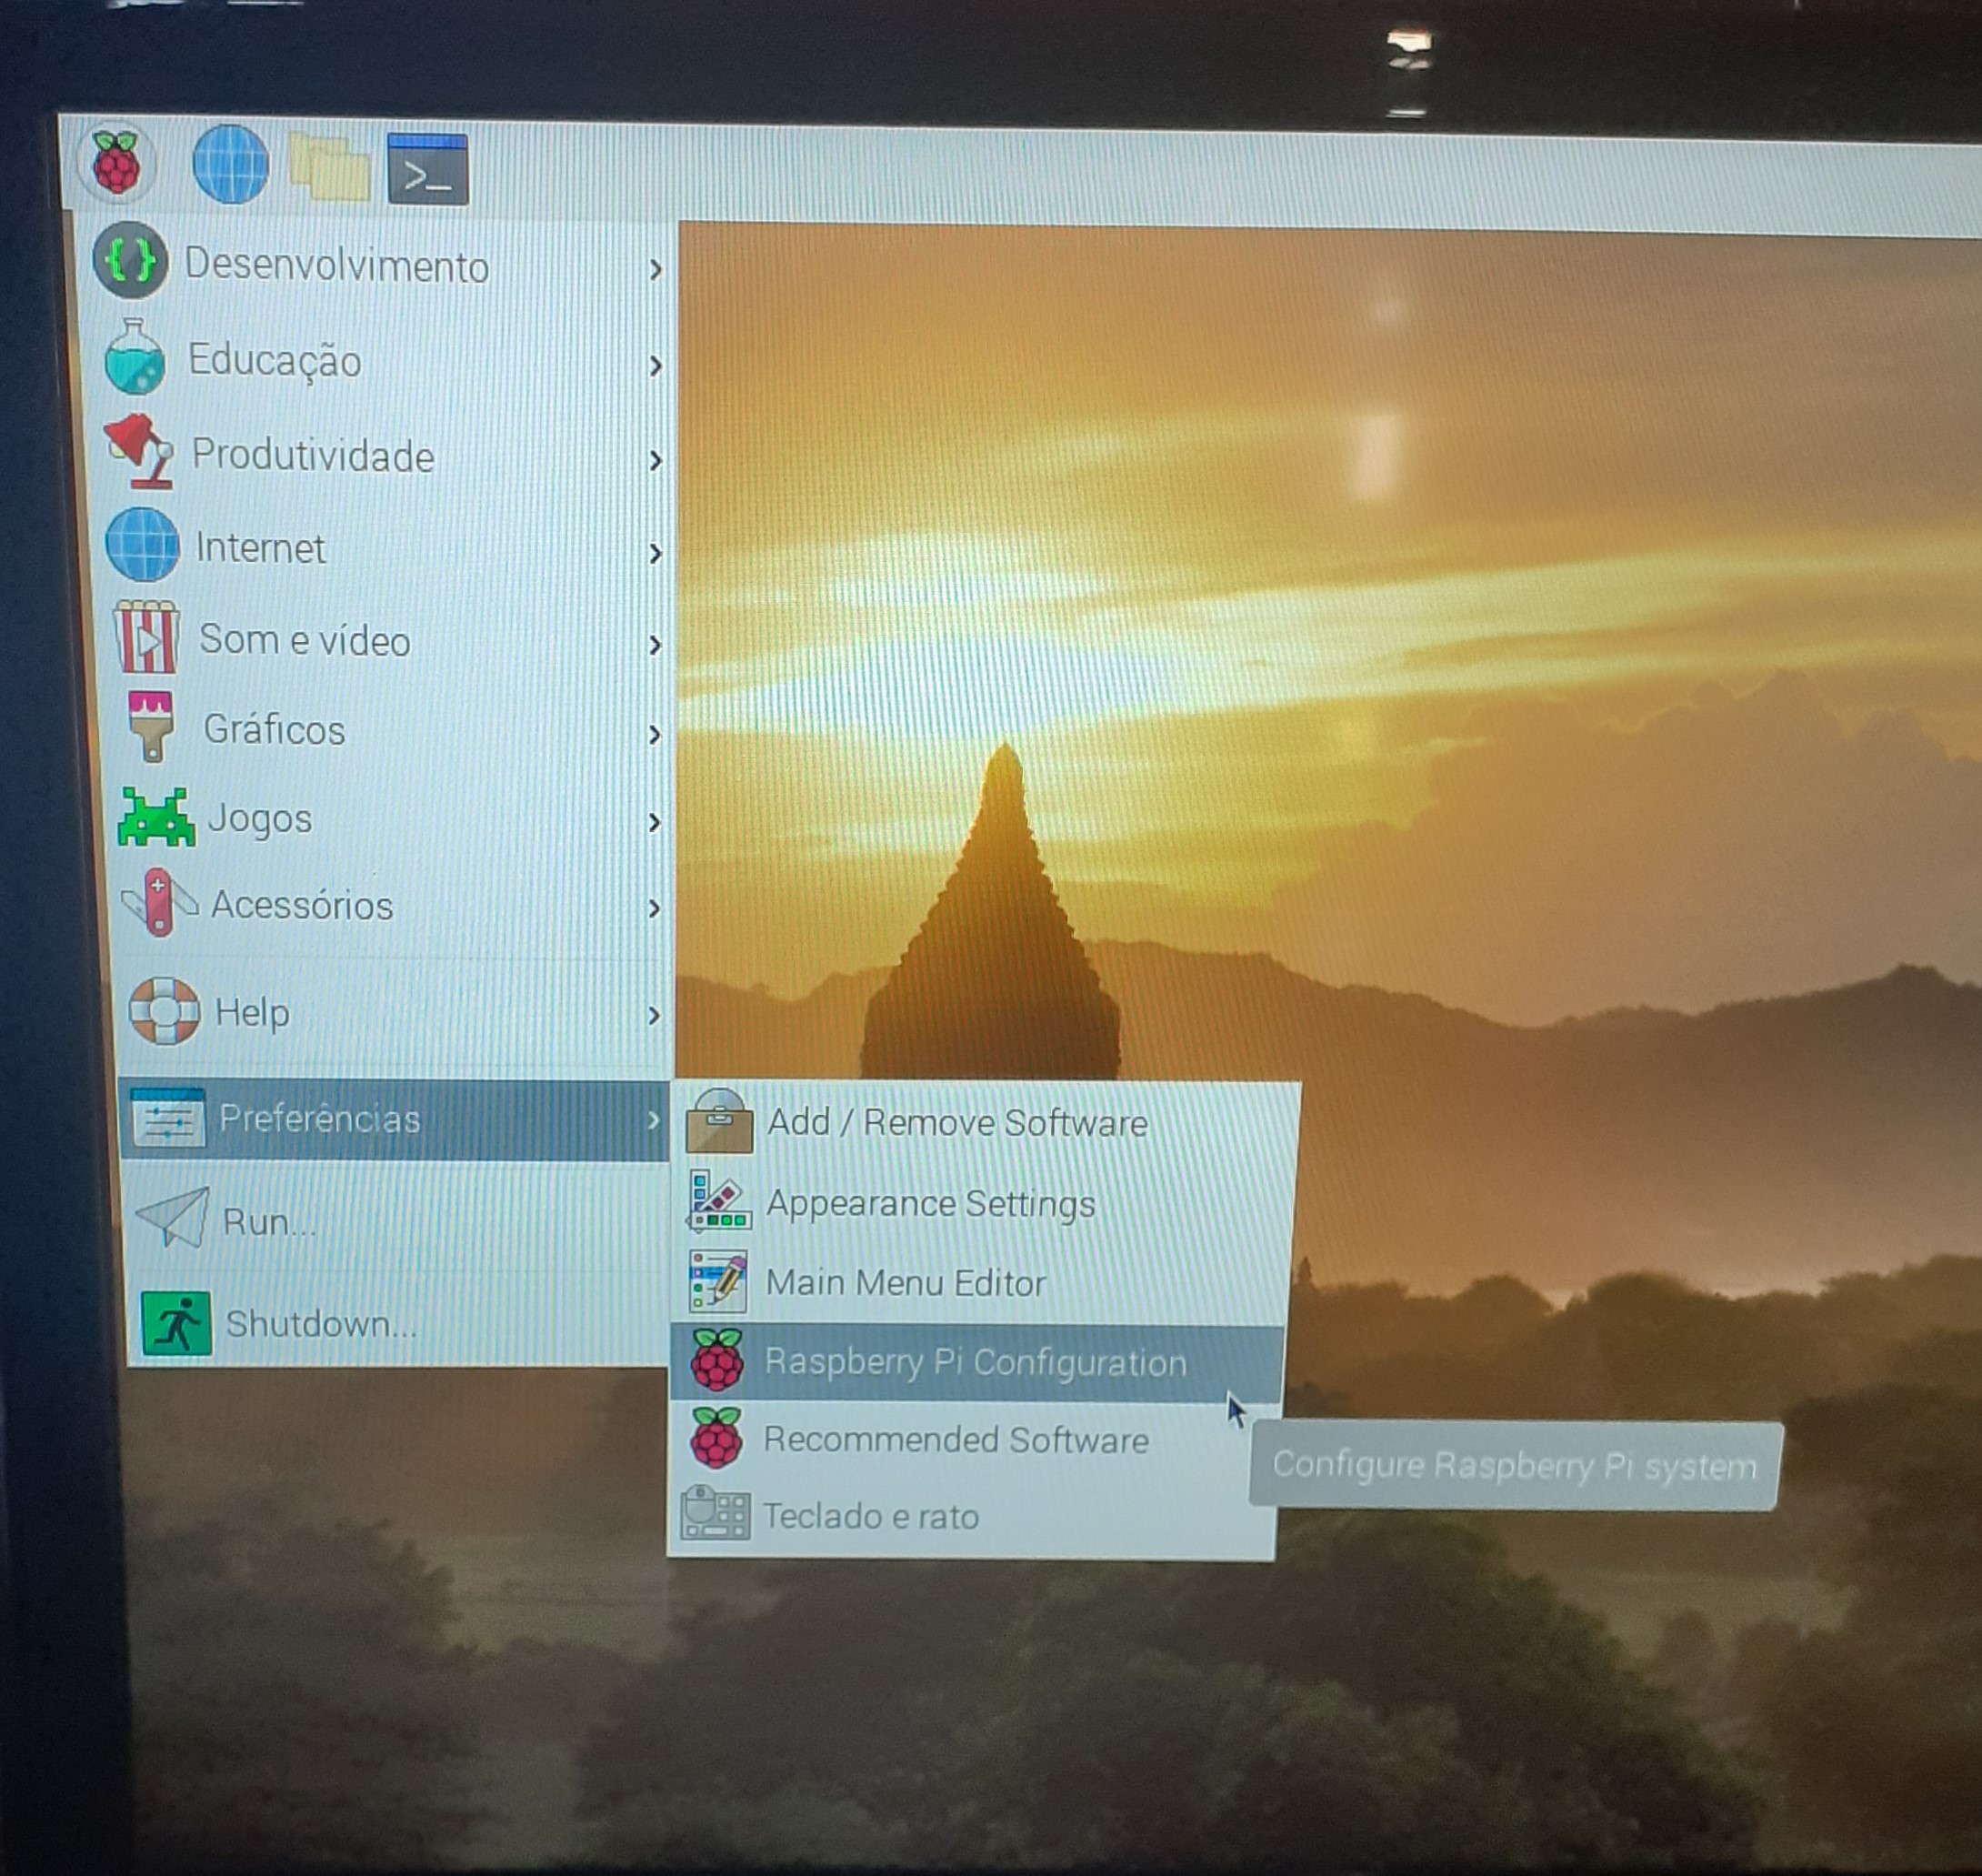 >_
Desenvolvimento
Educação
Produtividade
Internet
Som e vídeo
Gráficos
Jogos
Acessórios
Help
Preferências
Run...
Shutdown...
Add / Remove Software
Appearance Settings
Main Menu Editor
Raspberry Pi Configuration
Recommended Software
Teclado e rato
Configure Raspberry Pi system